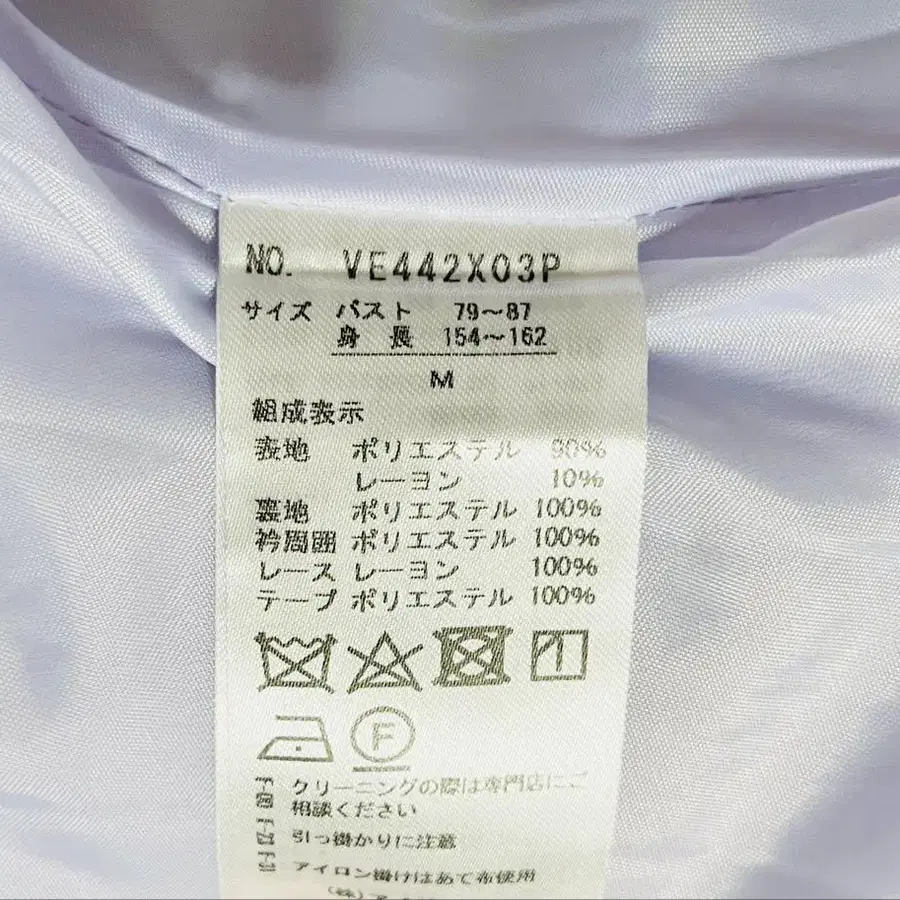 NO. VE442X03P
サイズ バスト 79～87
身長 154～162
M
組成表示
表地 ポリエステル 90%
レーヨン 10%
裏地 ポリエステル 100%
衿周囲 ポリエステル 100%
レース レーヨン 100%
テープ ポリエステル 100%
F
クリーニングの際は専門店にご
相談ください
引っ掛かりに注意
アイロン掛けはあて布使用